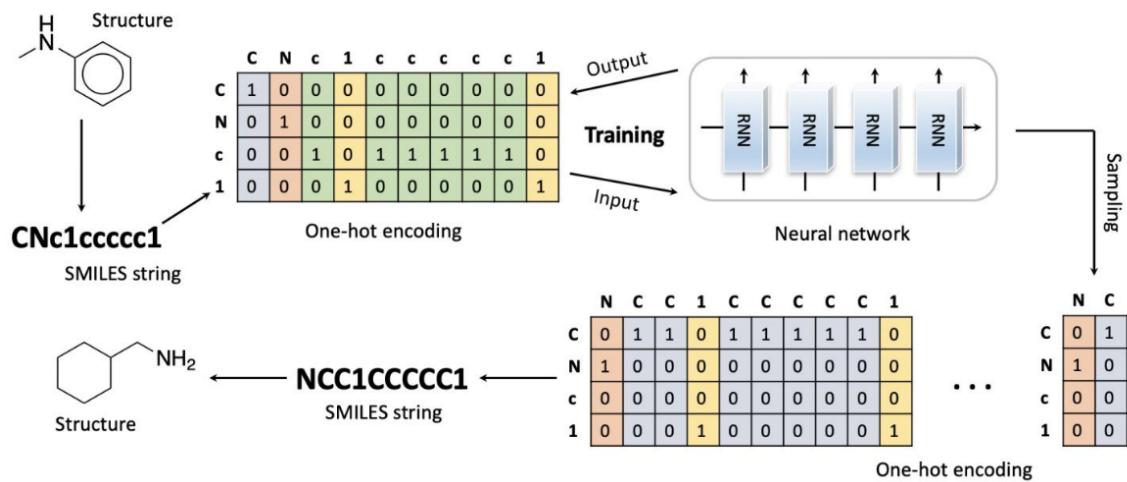 H
N
Structure
C N c 1 c c c c c 1
C 1 0 0 0 0 0 0 0 0 0
N 0 1 0 0 0 0 0 0 0 0
c 0 0 1 0 1 1 1 1 1 0
1 0 0 0 1 0 0 0 0 0 1
One-hot encoding
CNc1ccccc1
SMILES string
Output
Training
Input
RNN RNN RNN RNN
Neural network
Sampling
N C
C 0 1
N 1 0
c 0 0
1 0 0
...
N C C 1 C C C C C 1
C 0 1 1 0 1 1 1 1 1 0
N 1 0 0 0 0 0 0 0 0 0
c 0 0 0 0 0 0 0 0 0 0
1 0 0 0 1 0 0 0 0 0 1
One-hot encoding
NCC1CCCCC1
SMILES string
NH2
Structure